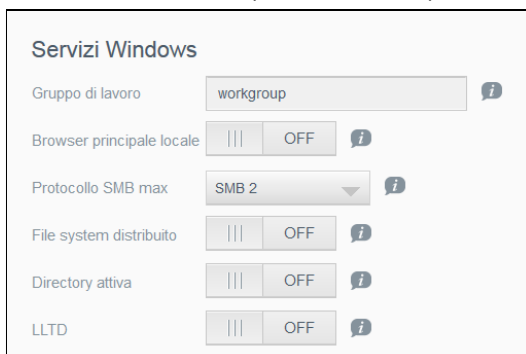 Servizi Windows
Gruppo di lavoro workgroup
Browser principale locale OFF
Protocollo SMB max SMB 2
File system distribuito OFF
Directory attiva OFF
LLTD OFF